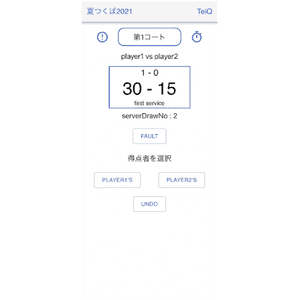 夏つくば2021 TeiQ
第1コート
player1 vs player2
1 - 0
30 - 15
first service
serverDrawNo : 2
FAULT
得点者を選択
PLAYER1'S PLAYER2'S
UNDO